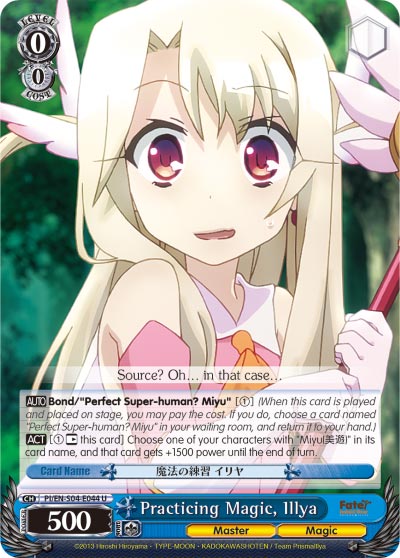 LEVEL
0
0
COST
Source? Oh… in that case…
AUTO Bond/"Perfect Super-human? Miyu" [①] (When this card is played
and placed on stage, you may pay the cost. If you do, choose a card named
"Perfect Super-human? Miyu" in your waiting room, and return it to your hand.)
ACT [① this card] Choose one of your characters with "Miyu(美遊)" in its
card name, and that card gets +1500 power until the end of turn.
Card Name
魔法の練習 イリヤ
CH PI/EN-S04-E044 U
500
Practicing Magic, Illya
Fate
Master
Magic
©2013 Hiroshi Hiroyama・TYPE-MOON・KADOKAWASHOTEN / Team PrismaIllya